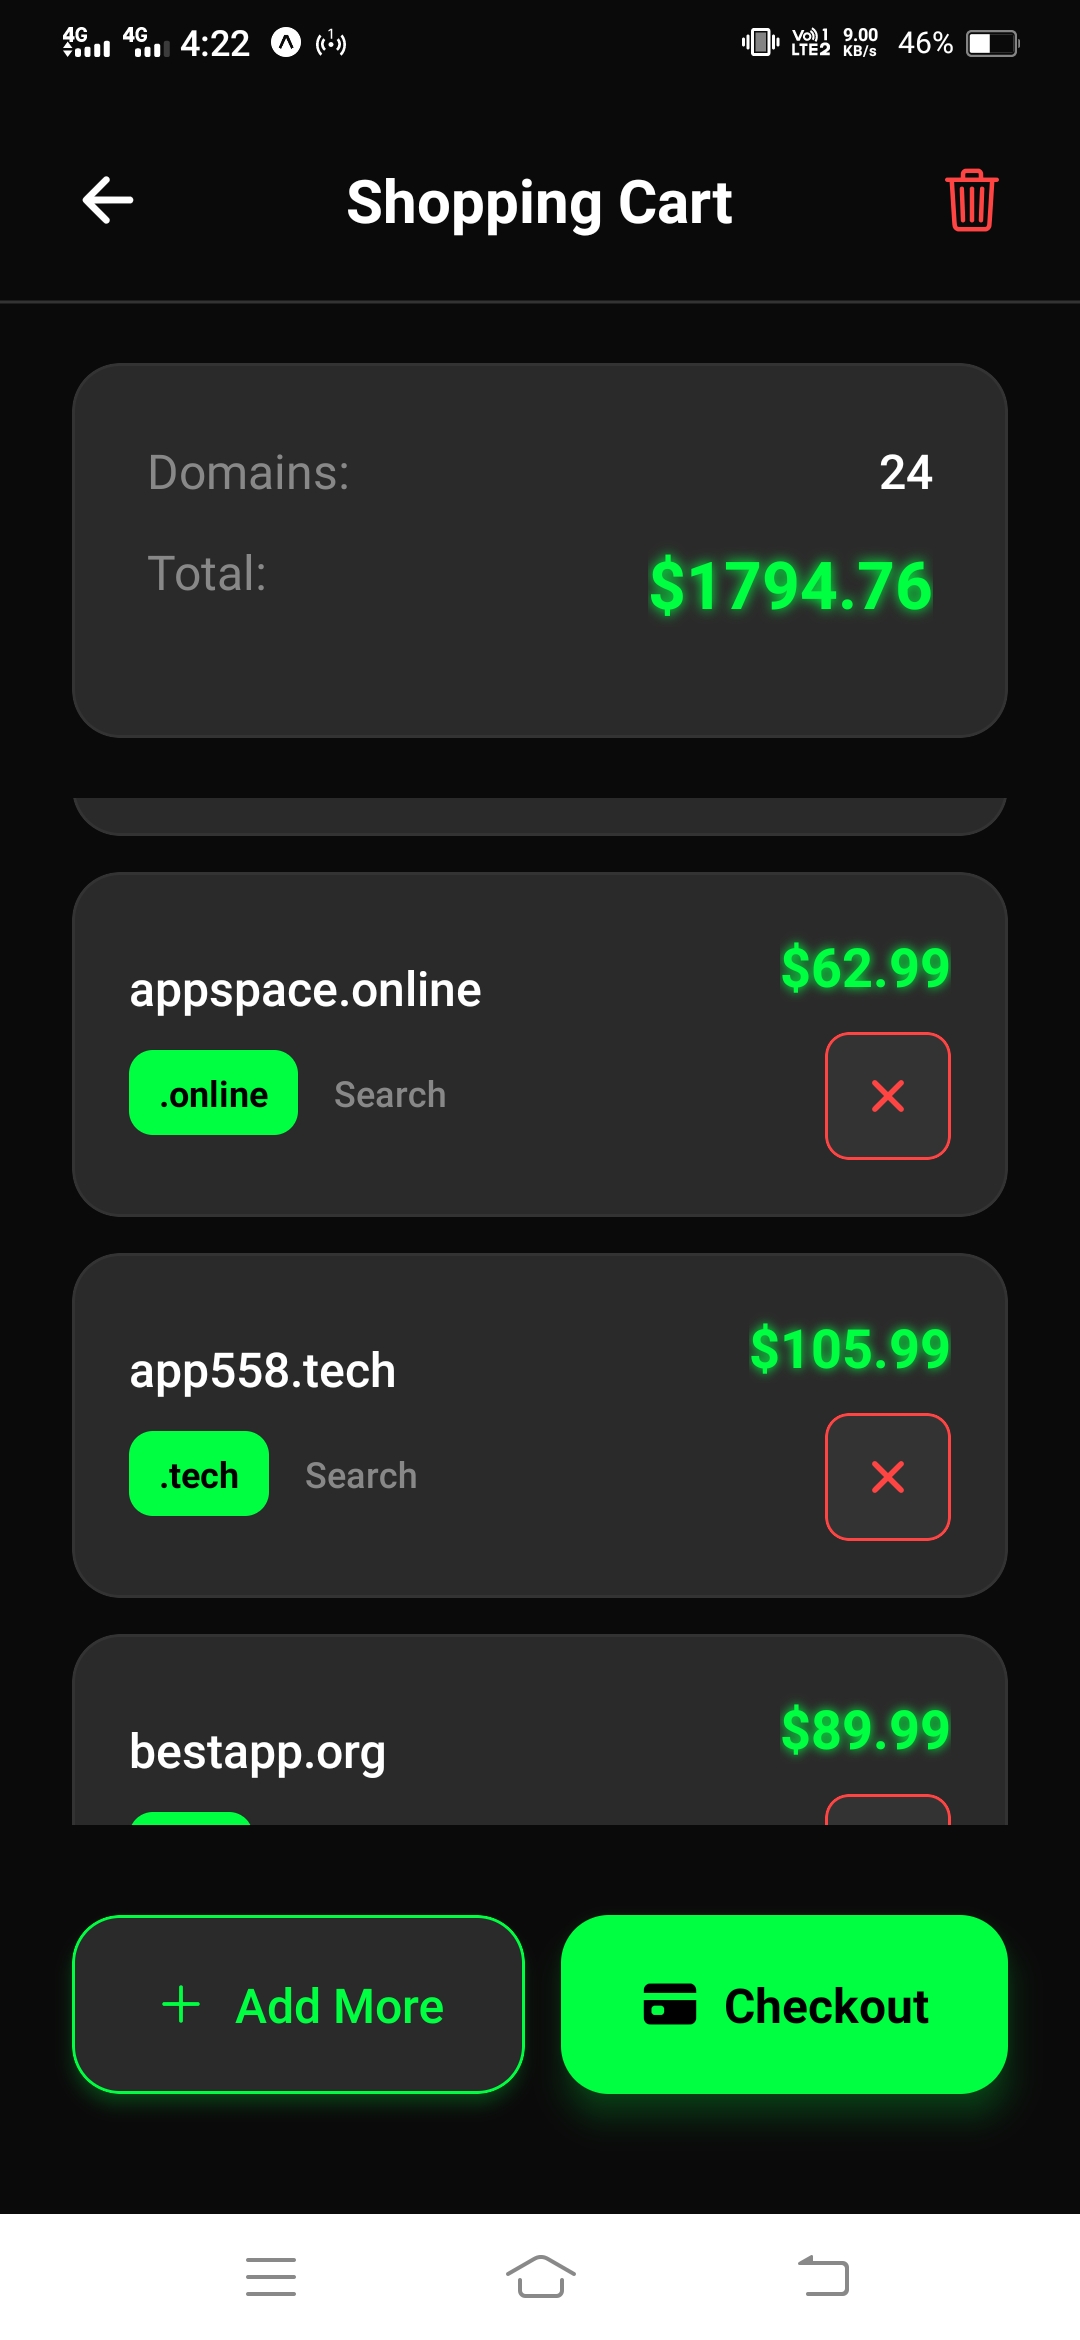 4G 4G 4:22 1 Vo 1 LTE2 9.00 KB/s 46%
Shopping Cart
Domains: 24
Total: $1794.76
appspace.online $62.99
.online Search
app558.tech $105.99
.tech Search
bestapp.org $89.99
Add More Checkout